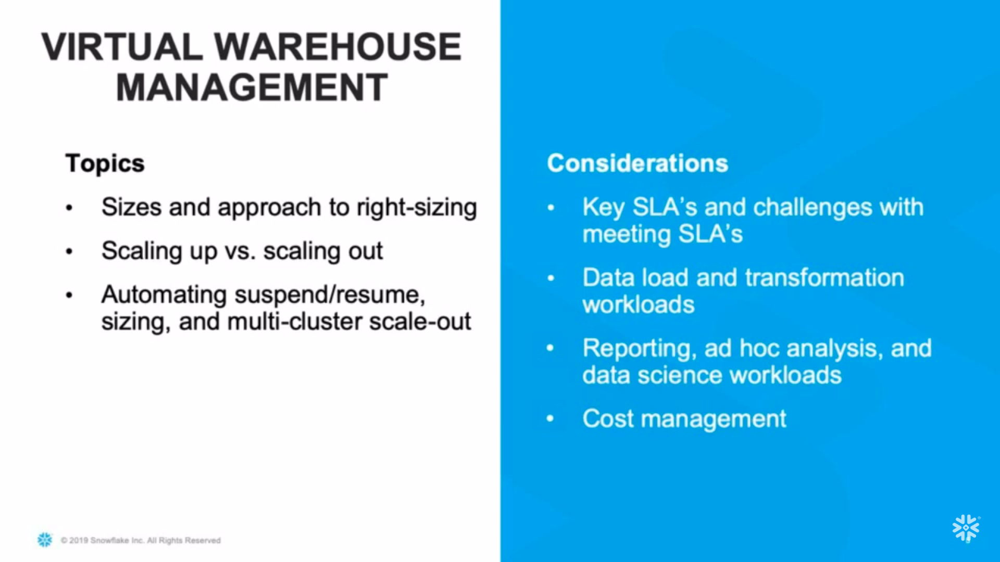 VIRTUAL WAREHOUSE
MANAGEMENT
Topics
• Sizes and approach to right-sizing
• Scaling up vs. scaling out
• Automating suspend/resume,
sizing, and multi-cluster scale-out
Considerations
• Key SLA’s and challenges with
meeting SLA’s
• Data load and transformation
workloads
• Reporting, ad hoc analysis, and
data science workloads
• Cost management
© 2019 Snowflake Inc. All Rights Reserved